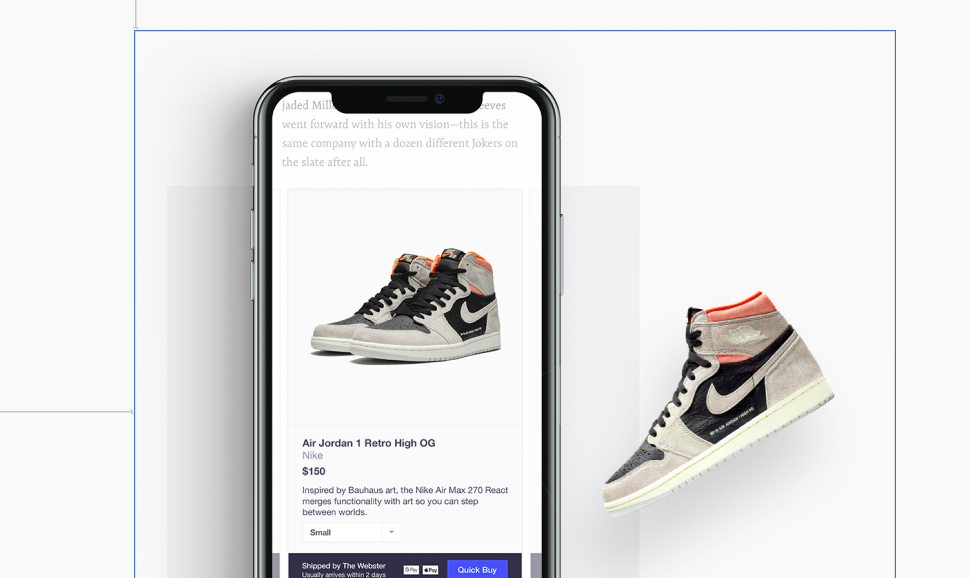 jaded Mill eeves
went forward with his own vision—this is the
same company with a dozen different Jokers on
the slate after all.
Air Jordan 1 Retro High OG
Nike
$150
Inspired by Bauhaus art, the Nike Air Max 270 React
merges functionality with art so you can step
between worlds.
Small
Shipped by The Webster
Usually arrives within 2 days
G Pay
Pay
Quick Buy